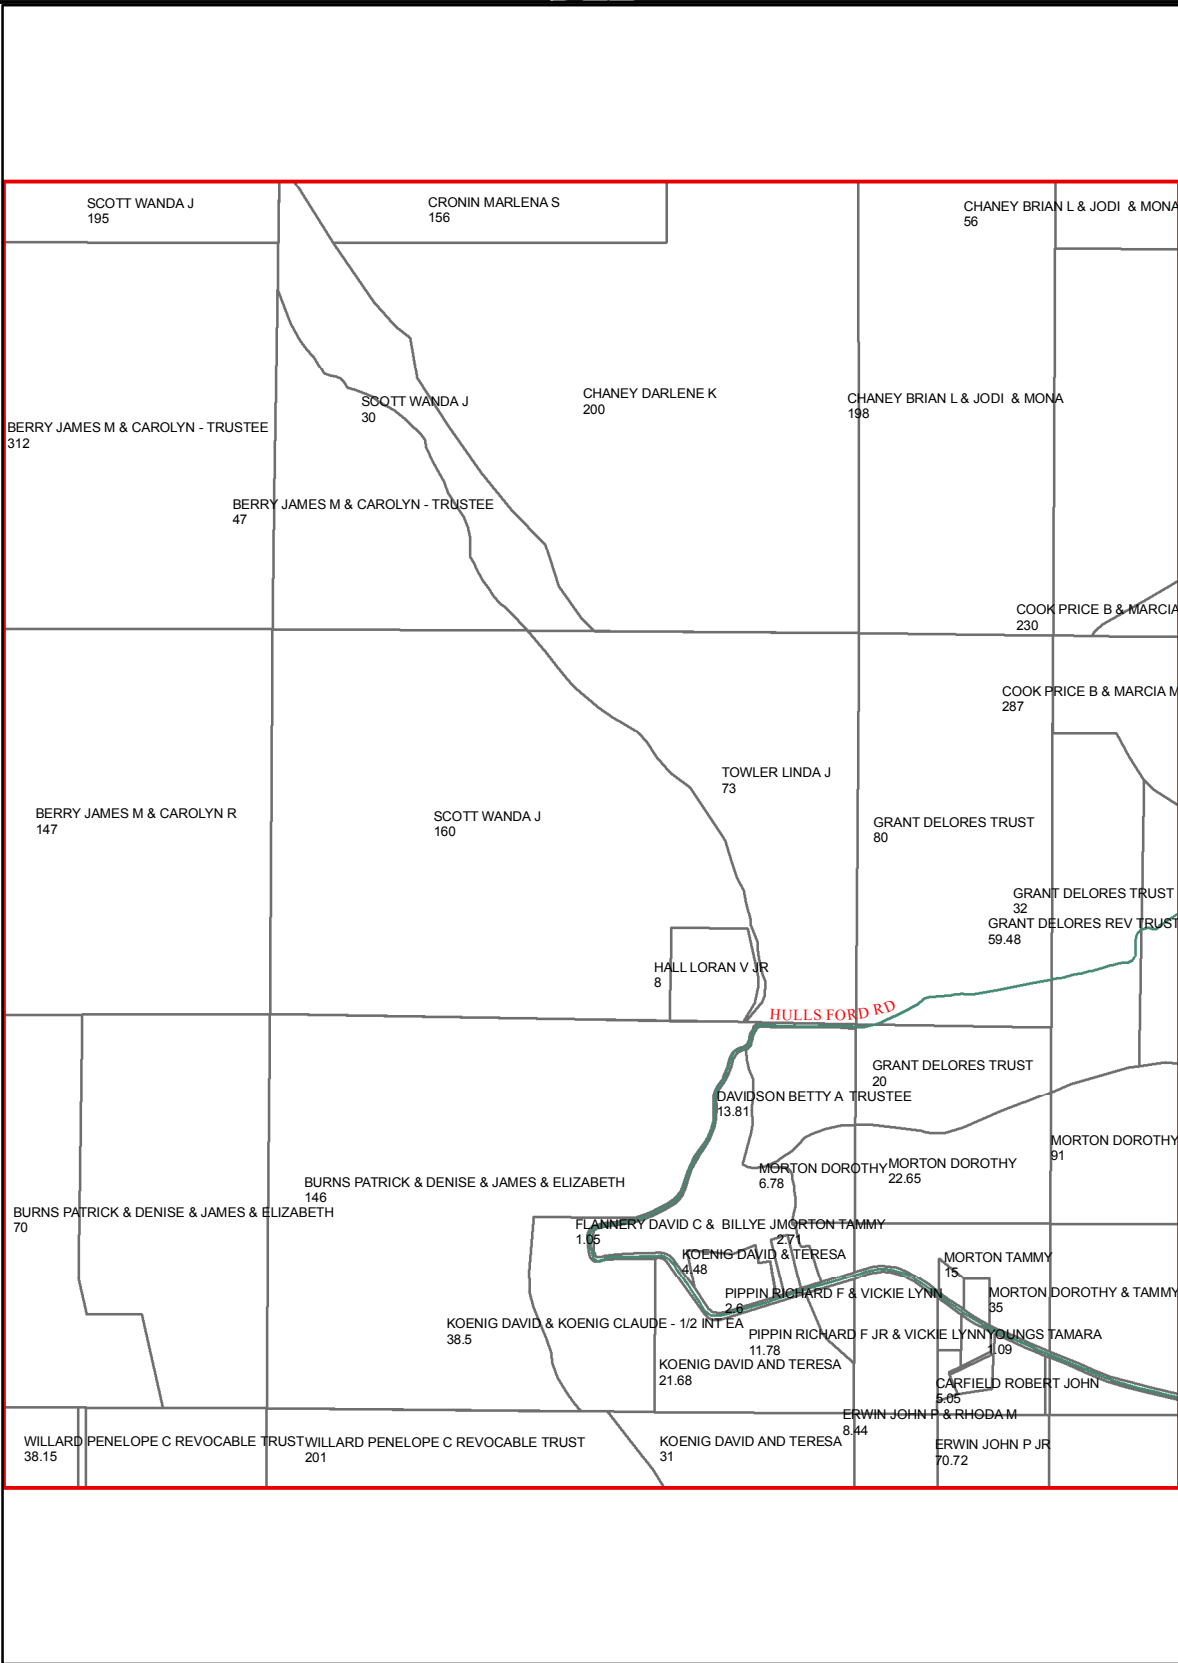 SCOTT WANDA J
195
CRONIN MARLENA S
156
CHANEY BRIAN L & JODI & MONA
56
CHANEY DARLENE K
200
SCOTT WANDA J
30
CHANEY BRIAN L & JODI & MONA
198
BERRY JAMES M & CAROLYN - TRUSTEE
312
BERRY JAMES M & CAROLYN - TRUSTEE
47
COOK PRICE B & MARCIA
230
COOK PRICE B & MARCIA M
287
TOWLER LINDA J
73
BERRY JAMES M & CAROLYN R
147
SCOTT WANDA J
160
GRANT DELORES TRUST
80
GRANT DELORES TRUST
32
GRANT DELORES REV TRUST
59.48
HALL LORAN V JR
8
HULLS FORD RD
GRANT DELORES TRUST
20
DAVIDSON BETTY A TRUSTEE
13.81
MORTON DOROTHY
91
MORTON DOROTHY
6.78
MORTON DOROTHY
22.65
BURNS PATRICK & DENISE & JAMES & ELIZABETH
146
BURNS PATRICK & DENISE & JAMES & ELIZABETH
70
FLANNERY DAVID C & BILLYE J
1.05
MORTON TAMMY
2.71
KOENIG DAVID & TERESA
4.48
MORTON TAMMY
15
PIPPIN RICHARD F & VICKIE LYNN
2.6
MORTON DOROTHY & TAMMY
35
KOENIG DAVID & KOENIG CLAUDE - 1/2 INT EA
38.5
PIPPIN RICHARD F JR & VICKIE LYNN
11.78
YOUNGS TAMARA
1.09
KOENIG DAVID AND TERESA
21.68
CARFIELD ROBERT JOHN
5.05
ERWIN JOHN P & RHODA M
8.44
WILLARD PENELOPE C REVOCABLE TRUST
38.15
WILLARD PENELOPE C REVOCABLE TRUST
201
KOENIG DAVID AND TERESA
31
ERWIN JOHN P JR
70.72